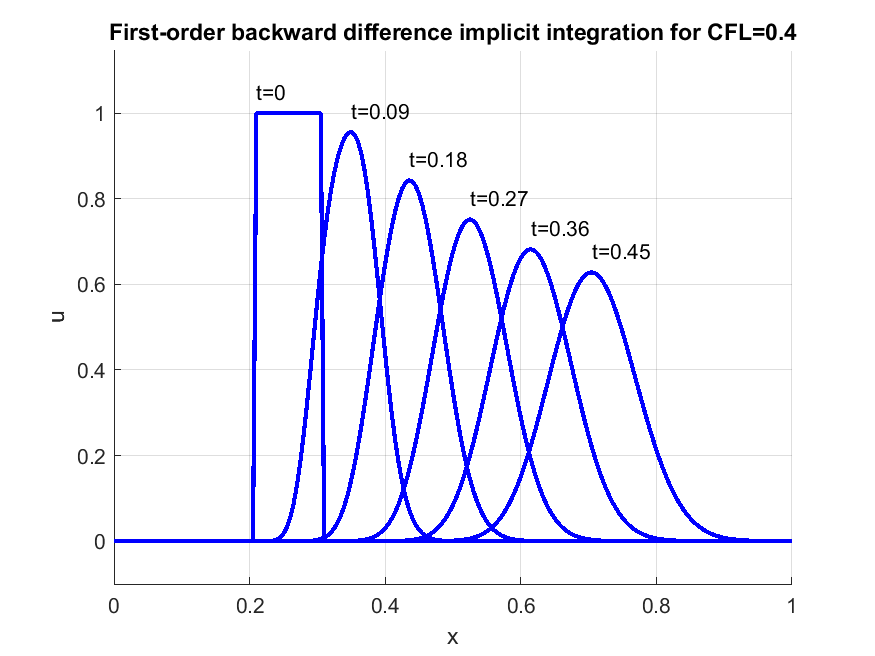 First-order backward difference implicit integration for CFL=0.4
t=0
t=0.09
t=0.18
t=0.27
t=0.36
t=0.45
1
0.8
0.6
0.4
0.2
0
u
0 0.2 0.4 0.6 0.8 1
x